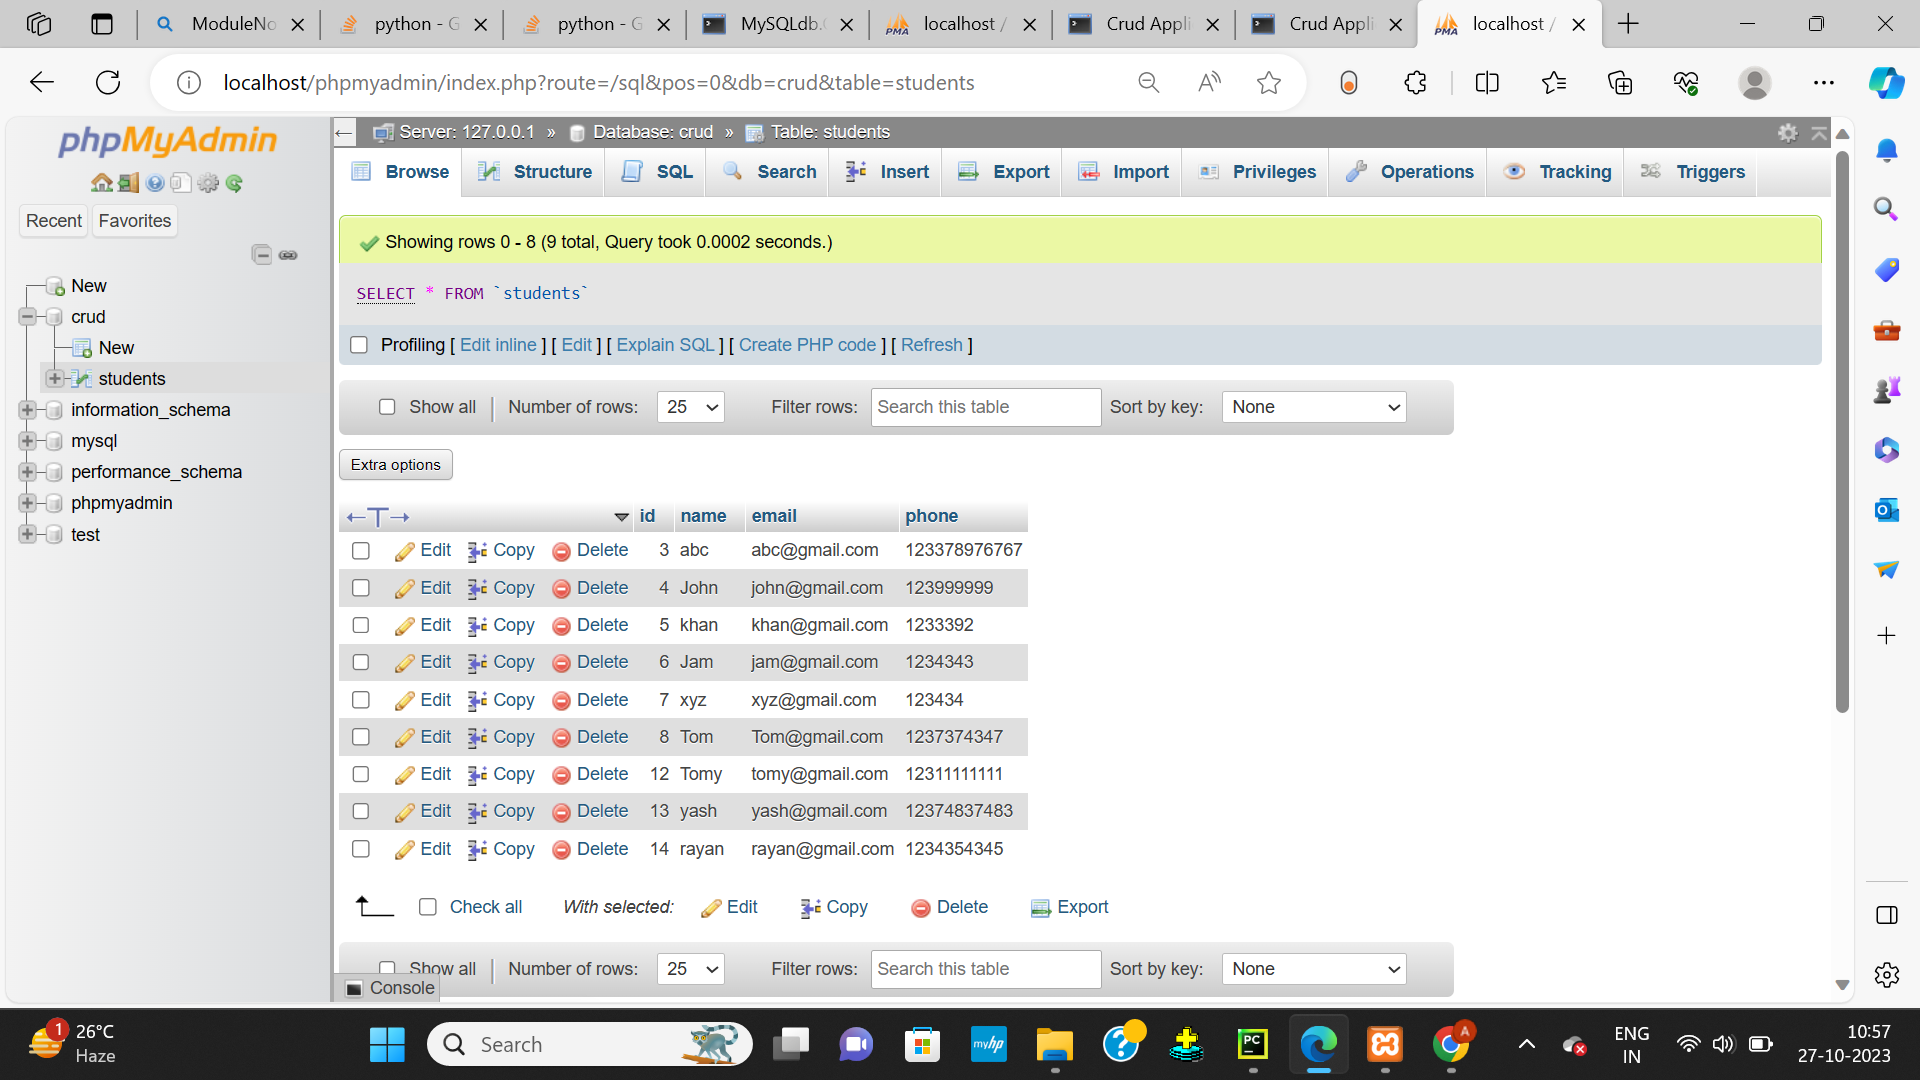 ModuleNo
python - G
python - G
MySQLdb.
localhost /
Crud Appli
Crud Appli
localhost /
localhost/phpmyadmin/index.php?route=/sql&pos=0&db=crud&table=students
phpMyAdmin
Recent Favorites
New
crud
New
students
information_schema
mysql
performance_schema
phpmyadmin
test
Server: 127.0.0.1 » Database: crud » Table: students
Browse Structure SQL Search Insert Export Import Privileges Operations Tracking Triggers
Showing rows 0 - 8 (9 total, Query took 0.0002 seconds.)
SELECT * FROM `students`
Profiling [ Edit inline ] [ Edit ] [ Explain SQL ] [ Create PHP code ] [ Refresh ]
Show all | Number of rows: 25 Filter rows: Search this table Sort by key: None
Extra options
id name email phone
Edit Copy Delete 3 abc abc@gmail.com 123378976767
Edit Copy Delete 4 John john@gmail.com 123999999
Edit Copy Delete 5 khan khan@gmail.com 1233392
Edit Copy Delete 6 Jam jam@gmail.com 1234343
Edit Copy Delete 7 xyz xyz@gmail.com 123434
Edit Copy Delete 8 Tom Tom@gmail.com 1237374347
Edit Copy Delete 12 Tomy tomy@gmail.com 12311111111
Edit Copy Delete 13 yash yash@gmail.com 12374837483
Edit Copy Delete 14 rayan rayan@gmail.com 1234354345
Check all With selected: Edit Copy Delete Export
Show all | Number of rows: 25 Filter rows: Search this table Sort by key: None
Console
1
26°C
Haze
Search
myhp
PC
A
ENG
IN
10:57
27-10-2023